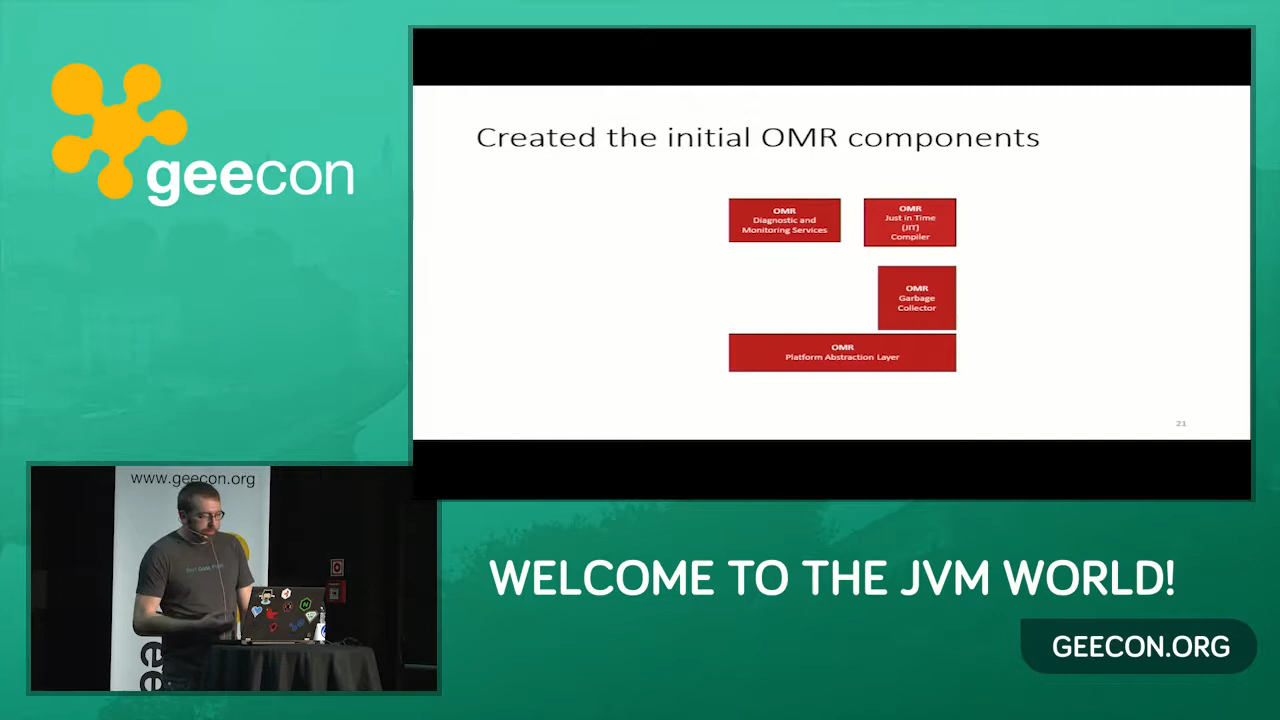 geecon
Created the initial OMR components
OMR
Diagnostic and
Monitoring Services
OMR
Just in Time
(JIT)
Compiler
OMR
Garbage
Collector
OMR
Platform Abstraction Layer
21
www.geecon.org
WELCOME TO THE JVM WORLD!
GEECON.ORG